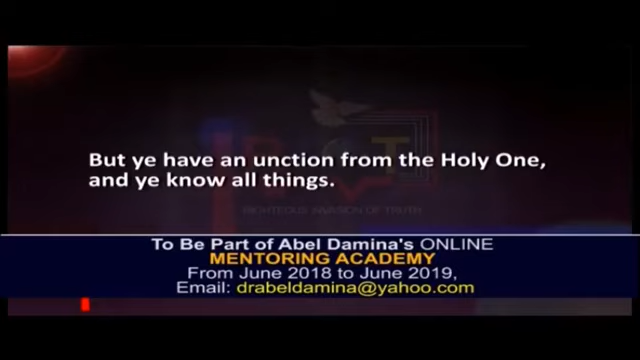 But ye have an unction from the Holy One,
and ye know all things.
RIGHTEOUS INVASION OF TRUTH
To Be Part of Abel Damina's ONLINE
MENTORING ACADEMY
From June 2018 to June 2019,
Email: drabeldamina@yahoo.com